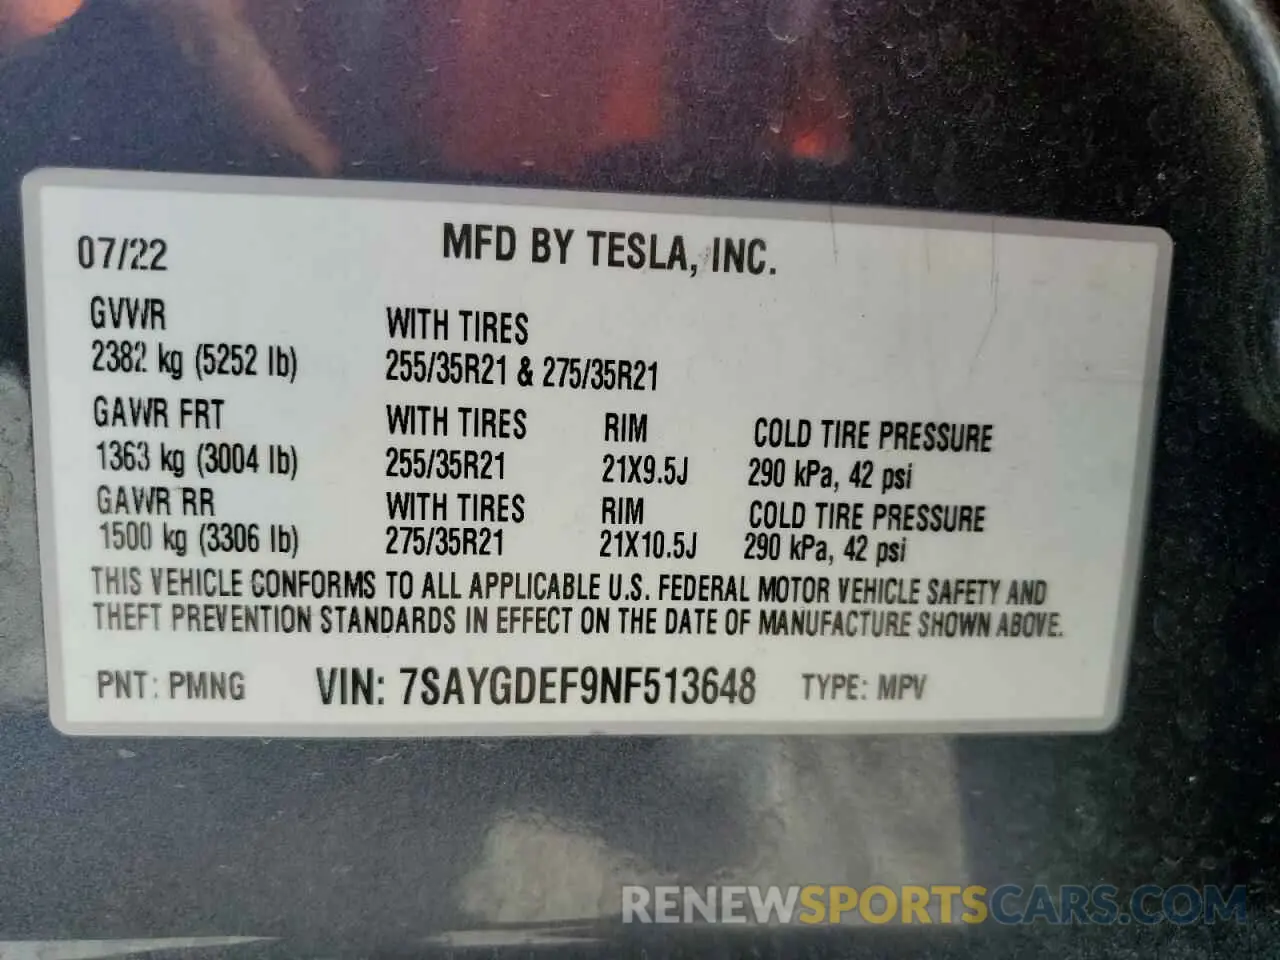 07/22 MFD BY TESLA, INC.
GVWR WITH TIRES
2382 kg (5252 lb) 255/35R21 & 275/35R21
GAWR FRT WITH TIRES RIM COLD TIRE PRESSURE
1363 kg (3004 lb) 255/35R21 21X9.5J 290 kPa, 42 psi
GAWR RR WITH TIRES RIM COLD TIRE PRESSURE
1500 kg (3306 lb) 275/35R21 21X10.5J 290 kPa, 42 psi
THIS VEHICLE CONFORMS TO ALL APPLICABLE U.S. FEDERAL MOTOR VEHICLE SAFETY AND
THEFT PREVENTION STANDARDS IN EFFECT ON THE DATE OF MANUFACTURE SHOWN ABOVE.
PNT: PMNG VIN: 7SAYGDEF9NF513648 TYPE: MPV
RENEWSPORTSCARS.COM